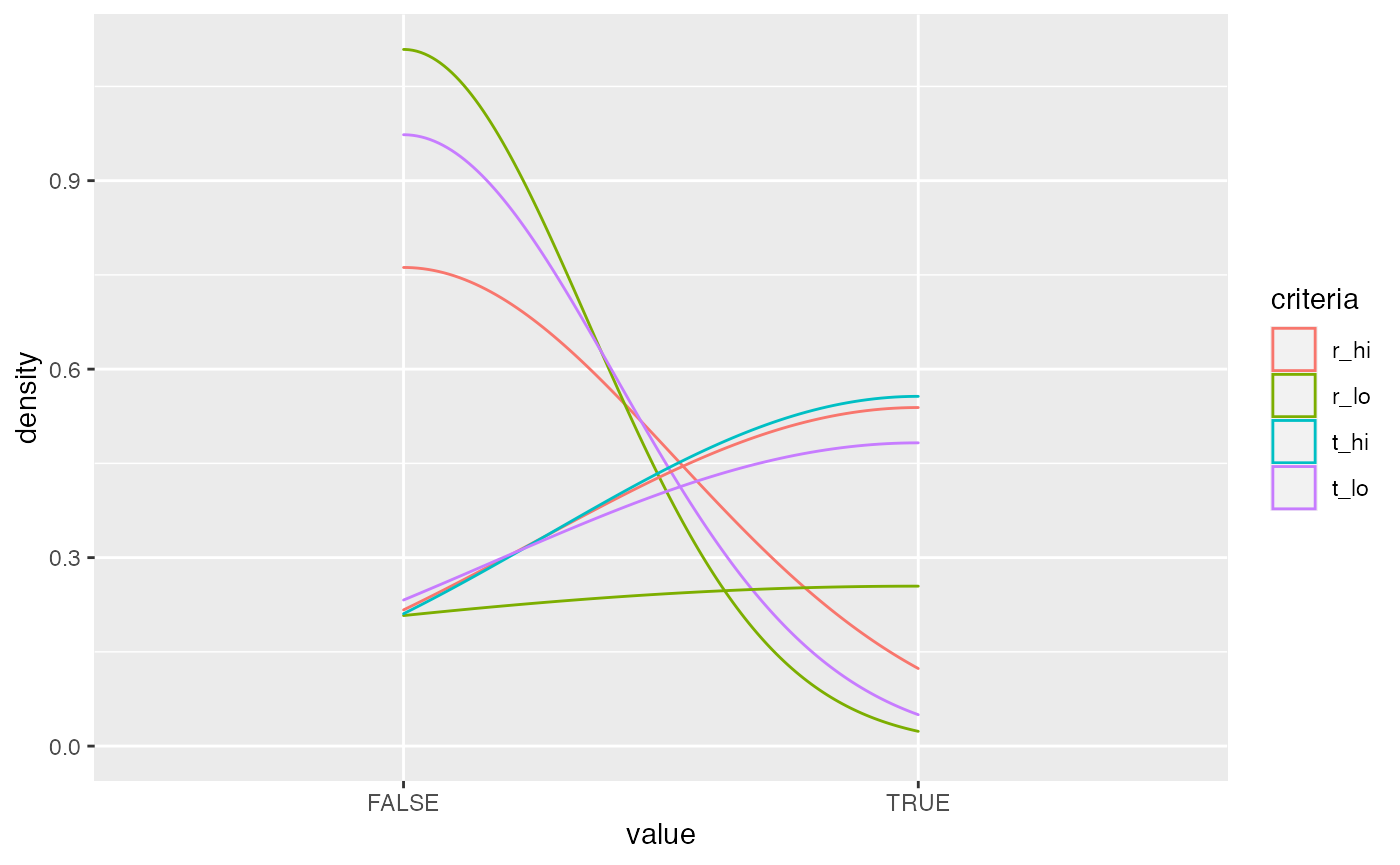 density
0.9
0.6
0.3
0.0
FALSE
TRUE
value
criteria
r_hi
r_lo
t_hi
t_lo